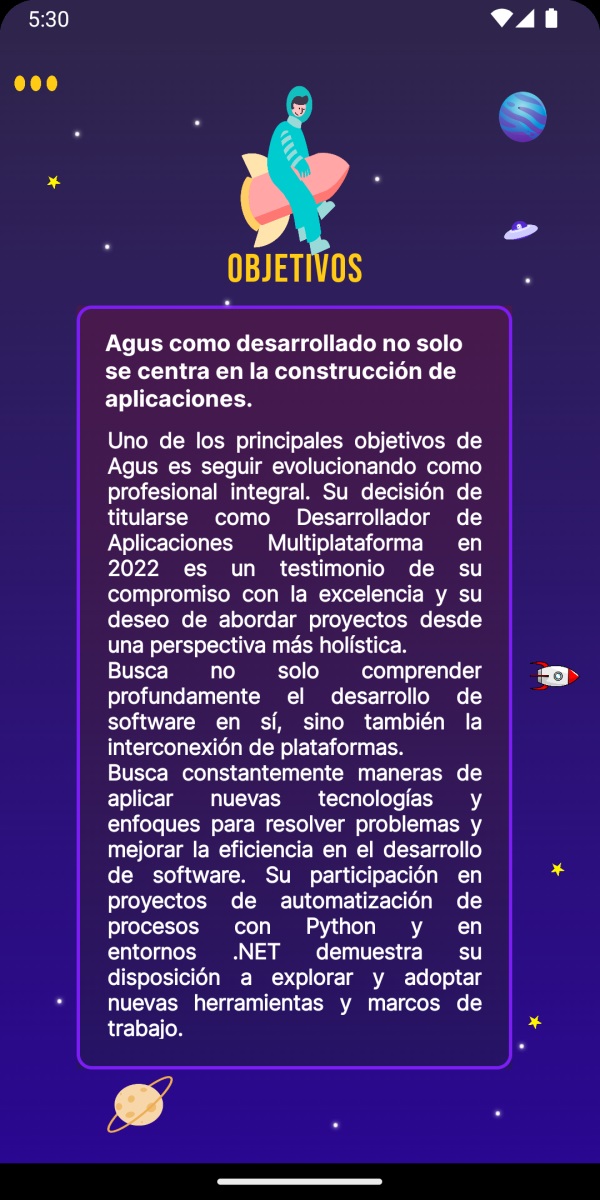 5:30
OBJETIVOS
Agus como desarrollado no solo
se centra en la construcción de
aplicaciones.
Uno de los principales objetivos de
Agus es seguir evolucionando como
profesional integral. Su decisión de
titularse como Desarrollador de
Aplicaciones Multiplataforma en
2022 es un testimonio de su
compromiso con la excelencia y su
deseo de abordar proyectos desde
una perspectiva más holística.
Busca no solo comprender
profundamente el desarrollo de
software en sí, sino también la
interconexión de plataformas.
Busca constantemente maneras de
aplicar nuevas tecnologías y
enfoques para resolver problemas y
mejorar la eficiencia en el desarrollo
de software. Su participación en
proyectos de automatización de
procesos con Python y en
entornos .NET demuestra su
disposición a explorar y adoptar
nuevas herramientas y marcos de
trabajo.